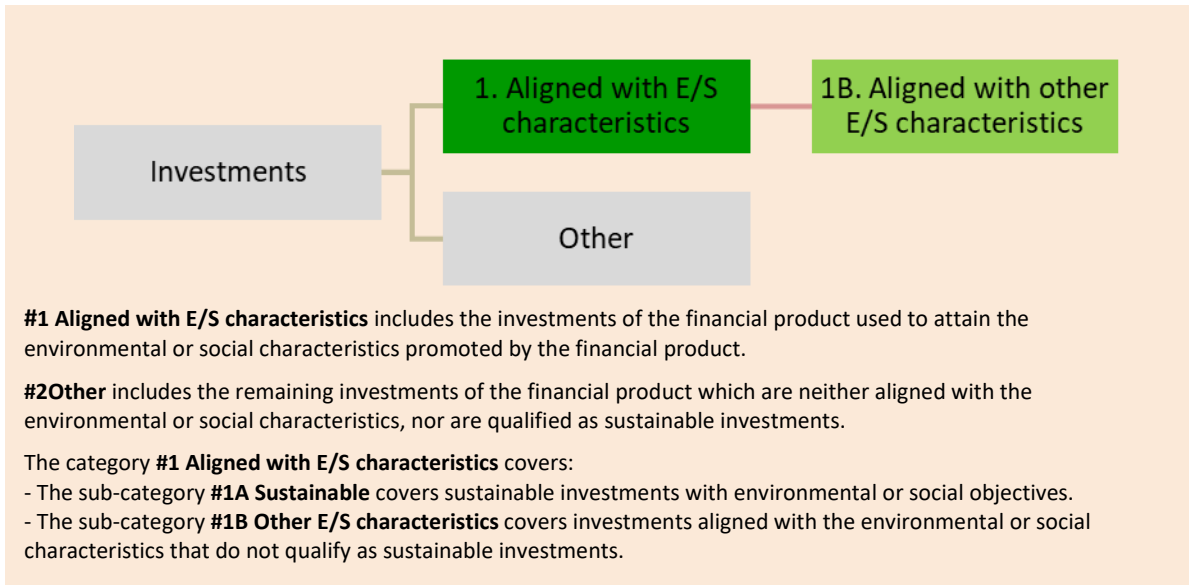 1. Aligned with E/S
characteristics
1B. Aligned with other
E/S characteristics
Investments
Other
#1 Aligned with E/S characteristics includes the investments of the financial product used to attain the
environmental or social characteristics promoted by the financial product.
#2Other includes the remaining investments of the financial product which are neither aligned with the
environmental or social characteristics, nor are qualified as sustainable investments.
The category #1 Aligned with E/S characteristics covers:
- The sub-category #1A Sustainable covers sustainable investments with environmental or social objectives.
- The sub-category #1B Other E/S characteristics covers investments aligned with the environmental or social
characteristics that do not qualify as sustainable investments.